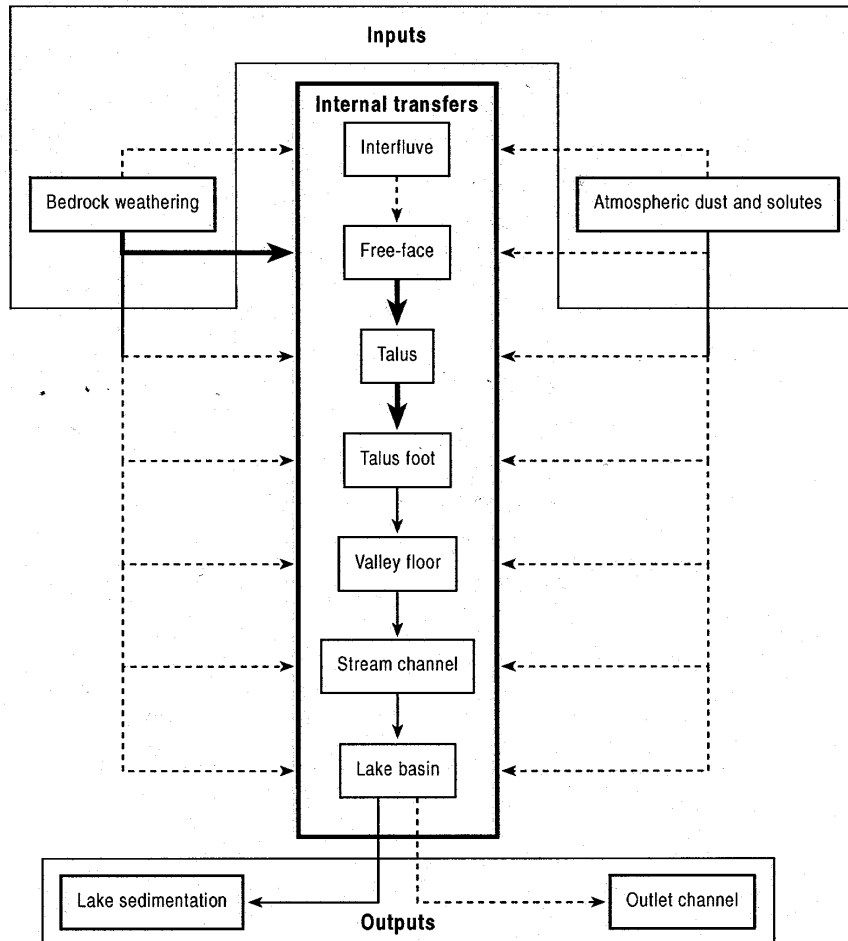 Inputs
Internal transfers
Interfluve
Bedrock weathering
Atmospheric dust and solutes
Free-face
Talus
Talus foot
Valley floor
Stream channel
Lake basin
Lake sedimentation
Outlet channel
Outputs